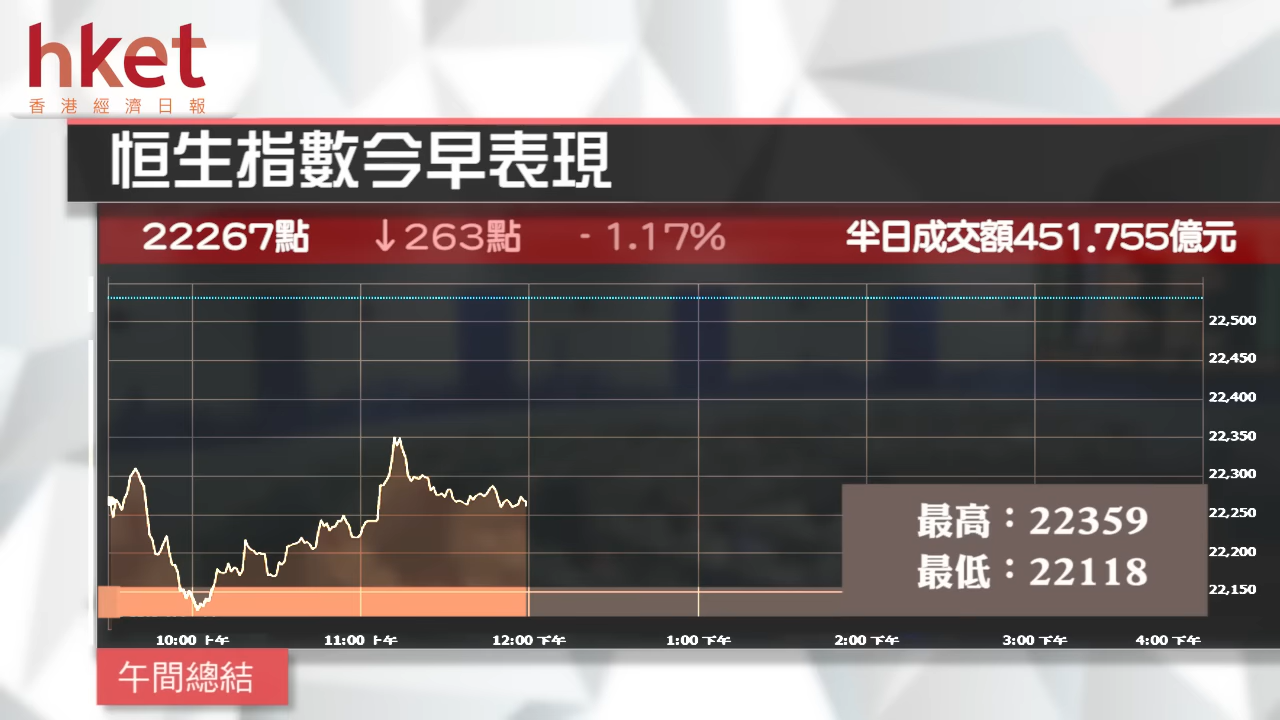 hket
香港經濟日報
恒生指數今早表現
22267點 ↓263點 - 1.17% 半日成交額451.755億元
22,500
22,450
22,400
22,350
22,300
22,250
22,200
22,150
最高：22359
最低：22118
10:00 上午 11:00 上午 12:00 下午 1:00 下午 2:00 下午 3:00 下午 4:00 下午
午間總結